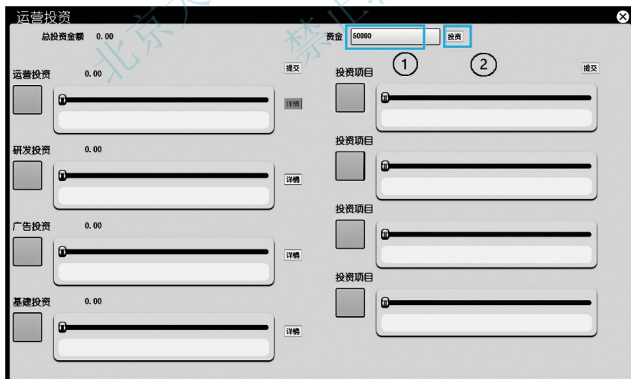 运营投资
总投资金额 0.00
资金 50000 投资
① ②
运营投资 0.00 提交
详情
研发投资 0.00
详情
广告投资 0.00
详情
基建投资 0.00
详情
投资项目 提交
投资项目
投资项目
投资项目
北京